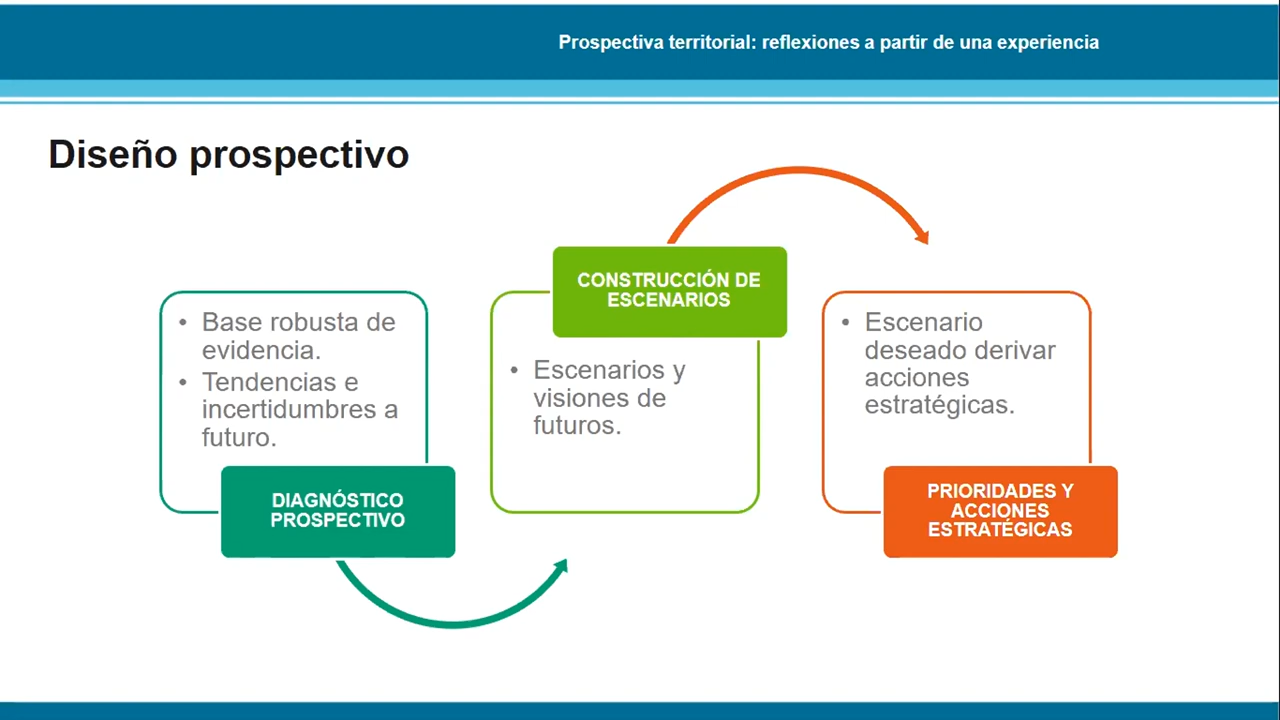 Prospectiva territorial: reflexiones a partir de una experiencia
Diseño prospectivo
• Base robusta de
evidencia.
• Tendencias e
incertidumbres a
futuro.
DIAGNÓSTICO
PROSPECTIVO
CONSTRUCCIÓN DE
ESCENARIOS
• Escenarios y
visiones de
futuros.
• Escenario
deseado derivar
acciones
estratégicas.
PRIORIDADES Y
ACCIONES
ESTRATÉGICAS